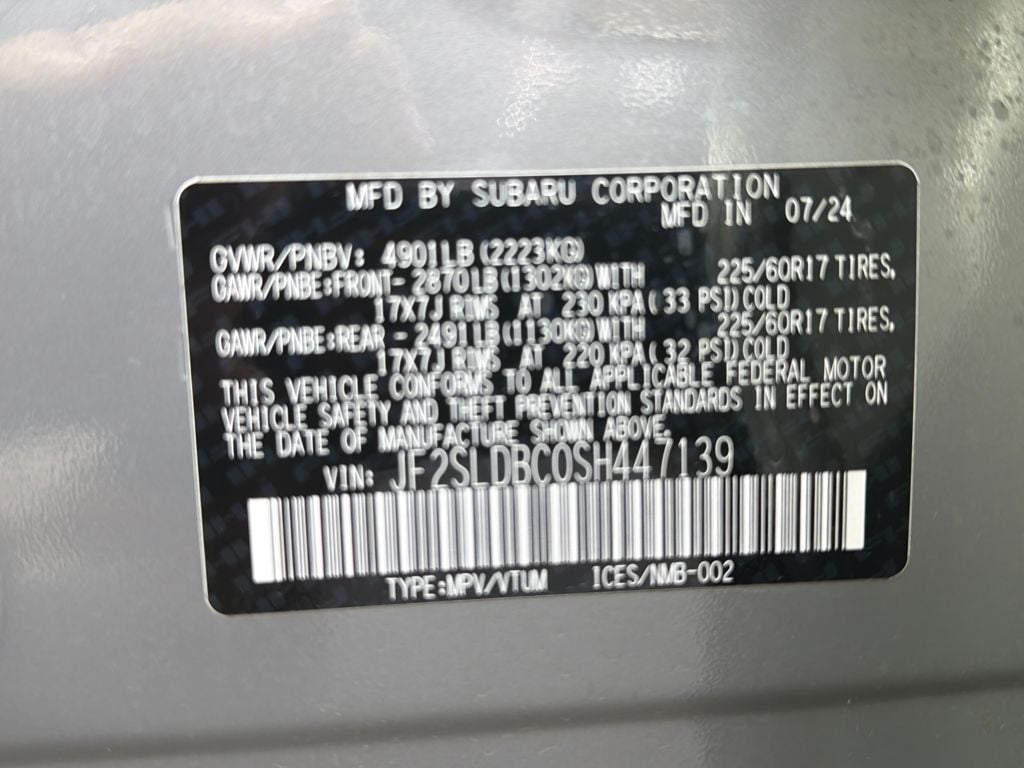 MFD BY SUBARU CORPORATION
MFD IN 07/24
GVWR/PNBV: 4901LB(2223KG)
GAWR/PNBE:FRONT- 2870LB(1302KG)WITH 225/60R17 TIRES,
17X7J RIMS AT 230 KPA( 33 PSI)COLD
GAWR/PNBE:REAR - 2491LB(1130KG)WITH 225/60R17 TIRES,
17X7J RIMS AT 220 KPA( 32 PSI)COLD
THIS VEHICLE CONFORMS TO ALL APPLICABLE FEDERAL MOTOR
VEHICLE SAFETY AND THEFT PREVENTION STANDARDS IN EFFECT ON
THE DATE OF MANUFACTURE SHOWN ABOVE.
VIN: JF2SLDBC0SH447139
TYPE:MPV/VTUM ICES/NMB-002